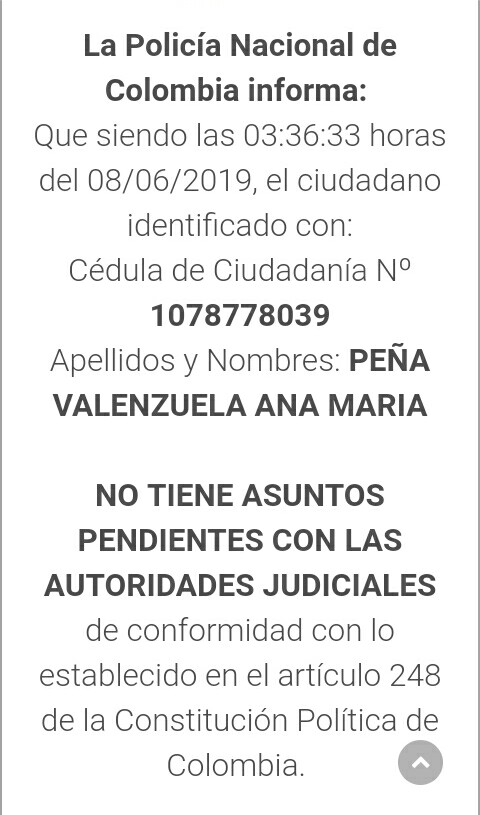 La Policía Nacional de
Colombia informa:
Que siendo las 03:36:33 horas
del 08/06/2019, el ciudadano
identificado con:
Cédula de Ciudadanía Nº
1078778039
Apellidos y Nombres: PEÑA
VALENZUELA ANA MARIA
NO TIENE ASUNTOS
PENDIENTES CON LAS
AUTORIDADES JUDICIALES
de conformidad con lo
establecido en el artículo 248
de la Constitución Política de
Colombia.